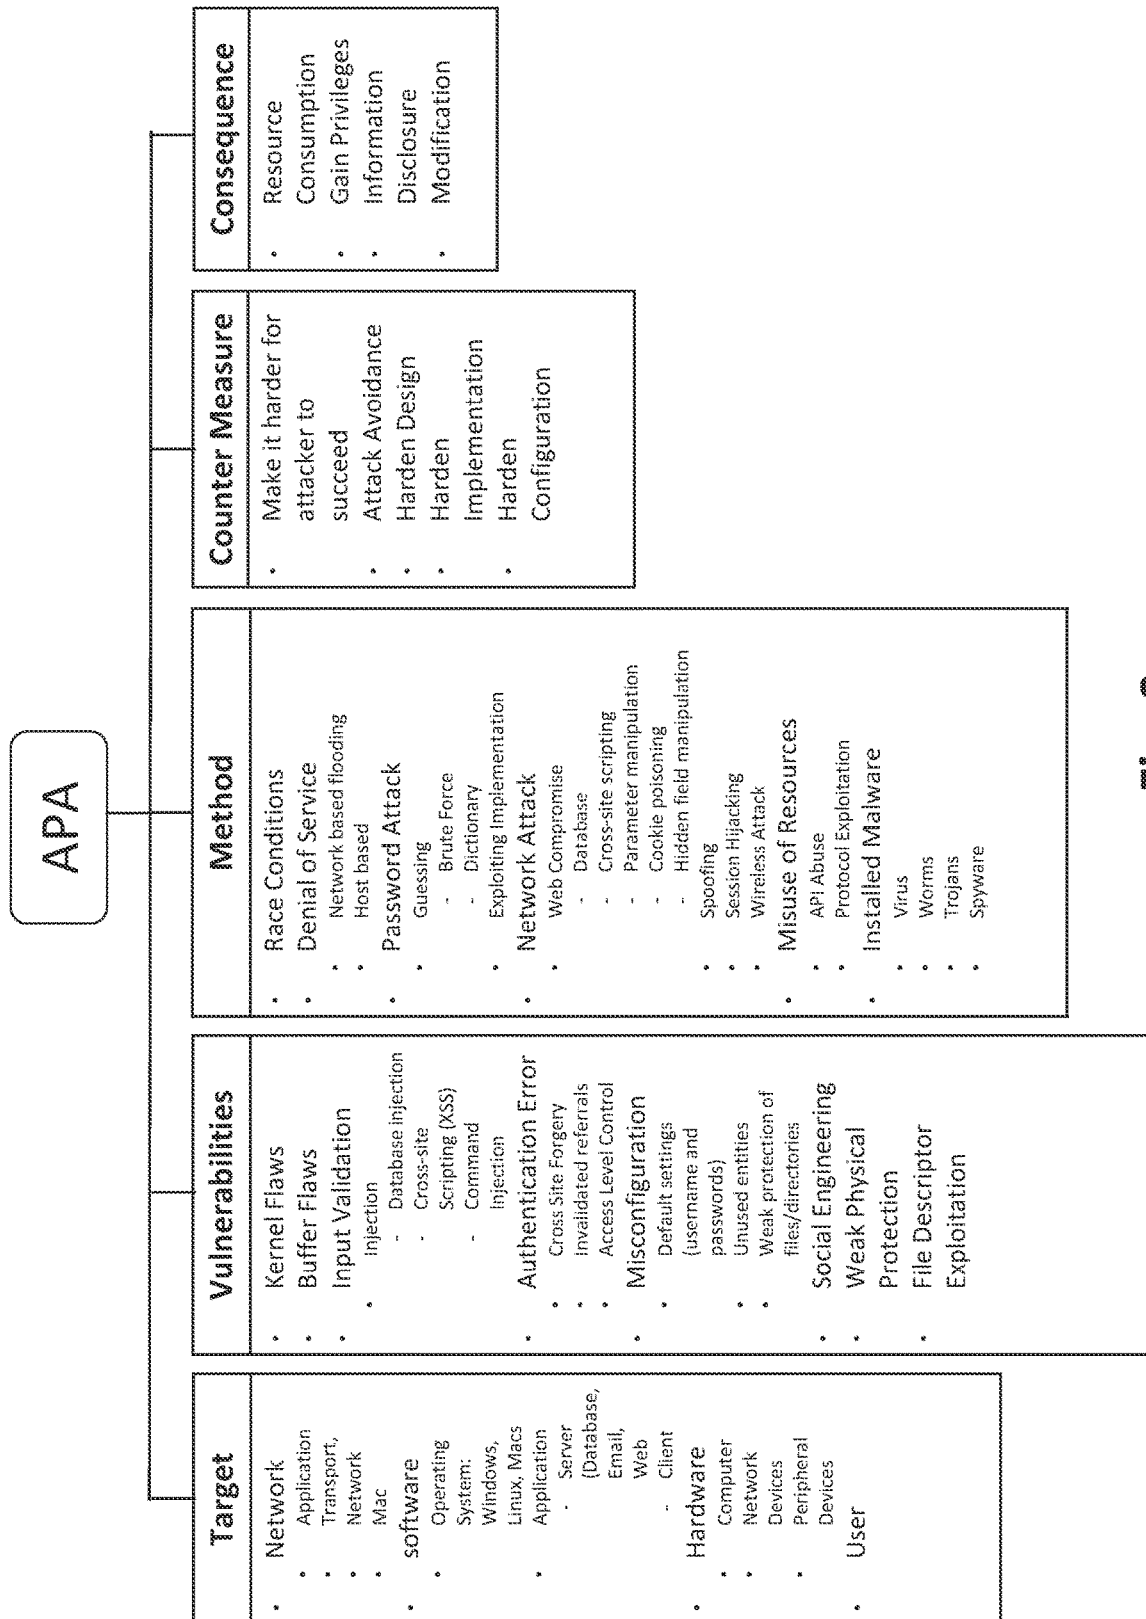 APA
Target
• Network
• Application
• Transport,
• Network
• Mac
• software
• Operating
System:
Windows,
Linux, Macs
• Application
- Server
(Database,
Email,
Web
- Client
• Hardware
• Computer
• Network
Devices
• Peripheral
Devices
• User
Vulnerabilities
• Kernel Flaws
• Buffer Flaws
• Input Validation
• Injection
- Database injection
- Cross-site
Scripting (XSS)
- Command
Injection
• Authentication Error
• Cross Site Forgery
• Invalidated referrals
• Access Level Control
• Misconfiguration
• Default settings
(username and
passwords)
• Unused entities
• Weak protection of
files/directories
• Social Engineering
• Weak Physical
Protection
• File Descriptor
Exploitation
Method
• Race Conditions
• Denial of Service
• Network based flooding
• Host based
• Password Attack
• Guessing
- Brute Force
- Dictionary
• Exploiting Implementation
• Network Attack
• Web Compromise
- Database
- Cross-site scripting
- Parameter manipulation
- Cookie poisoning
- Hidden field manipulation
• Spoofing
• Session Hijacking
• Wireless Attack
• Misuse of Resources
• API Abuse
• Protocol Exploitation
• Installed Malware
• Virus
• Worms
• Trojans
• Spyware
Counter Measure
• Make it harder for
attacker to
succeed
• Attack Avoidance
• Harden Design
• Harden
Implementation
• Harden
Configuration
Consequence
• Resource
Consumption
• Gain Privileges
• Information
Disclosure
• Modification